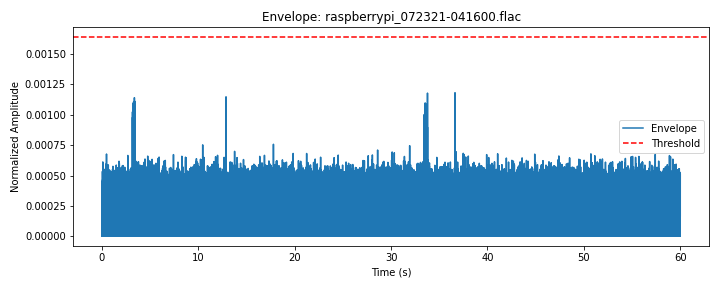 Envelope: raspberrypi_072321-041600.flac
Normalized Amplitude
0.00150
0.00125
0.00100
0.00075
0.00050
0.00025
0.00000
Envelope
Threshold
0 10 20 30 40 50 60
Time (s)